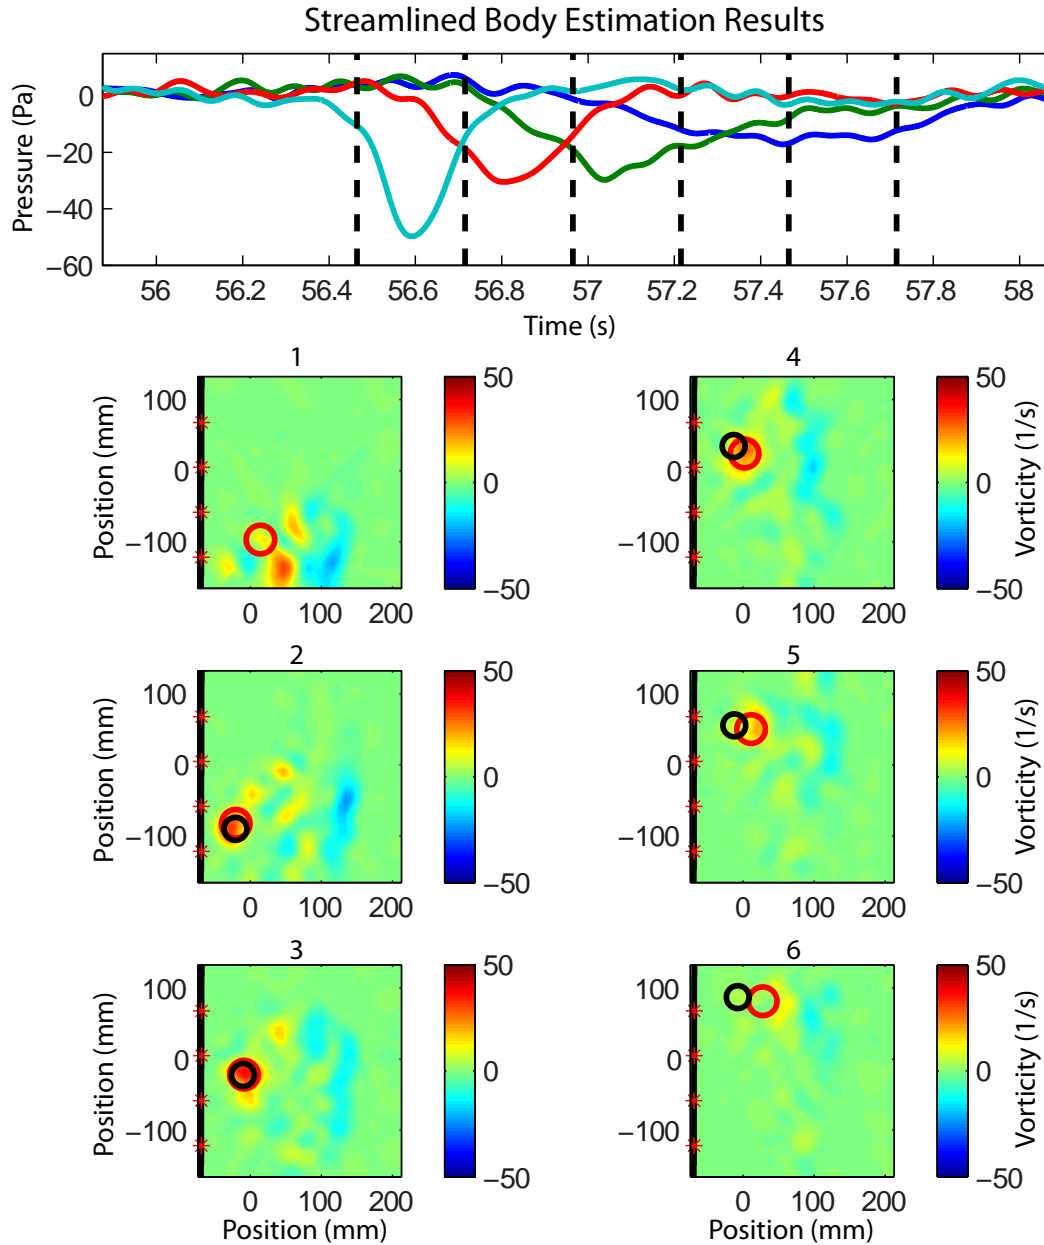 Streamlined Body Estimation Results
Pressure (Pa)
0
−20
−40
−60
56 56.2 56.4 56.6 56.8 57 57.2 57.4 57.6 57.8 58
Time (s)
1
Position (mm)
100
0
−100
0 100 200
50
0
−50
4
100
0
−100
0 100 200
50
0
−50
Vorticity (1/s)
2
Position (mm)
100
0
−100
0 100 200
50
0
−50
5
100
0
−100
0 100 200
50
0
−50
Vorticity (1/s)
3
Position (mm)
100
0
−100
0 100 200
Position (mm)
50
0
−50
6
100
0
−100
0 100 200
Position (mm)
50
0
−50
Vorticity (1/s)